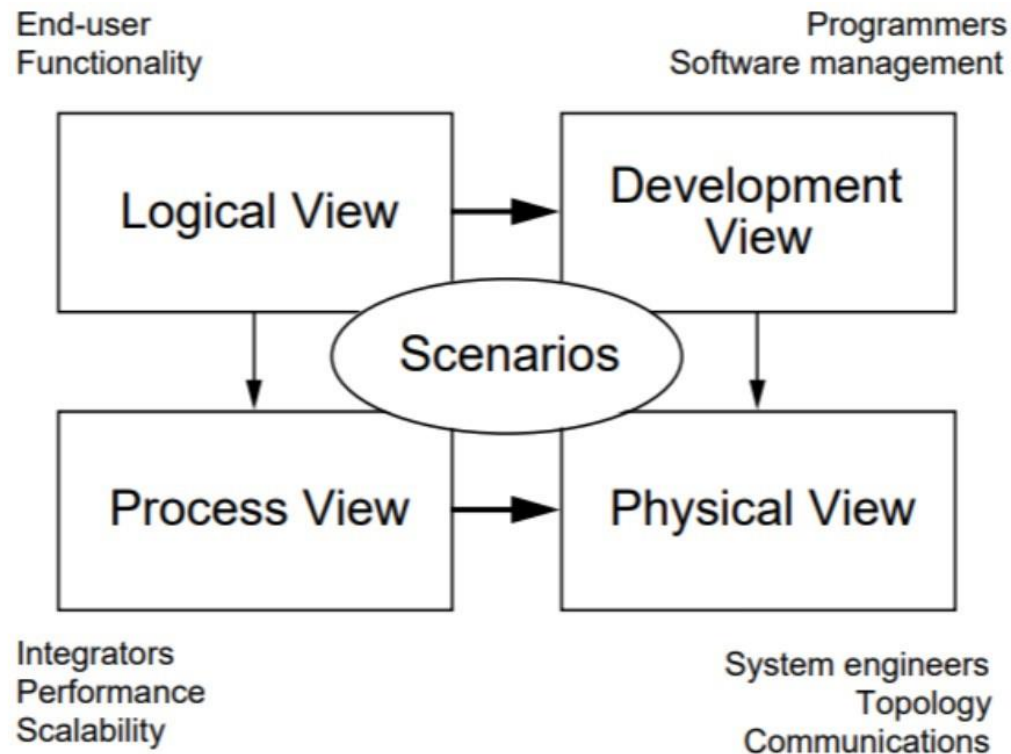 End-user
Functionality
Programmers
Software management
Logical View
Development
View
Scenarios
Process View
Physical View
Integrators
Performance
Scalability
System engineers
Topology
Communications